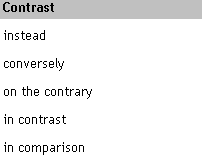 Contrast
instead
conversely
on the contrary
in contrast
in comparison